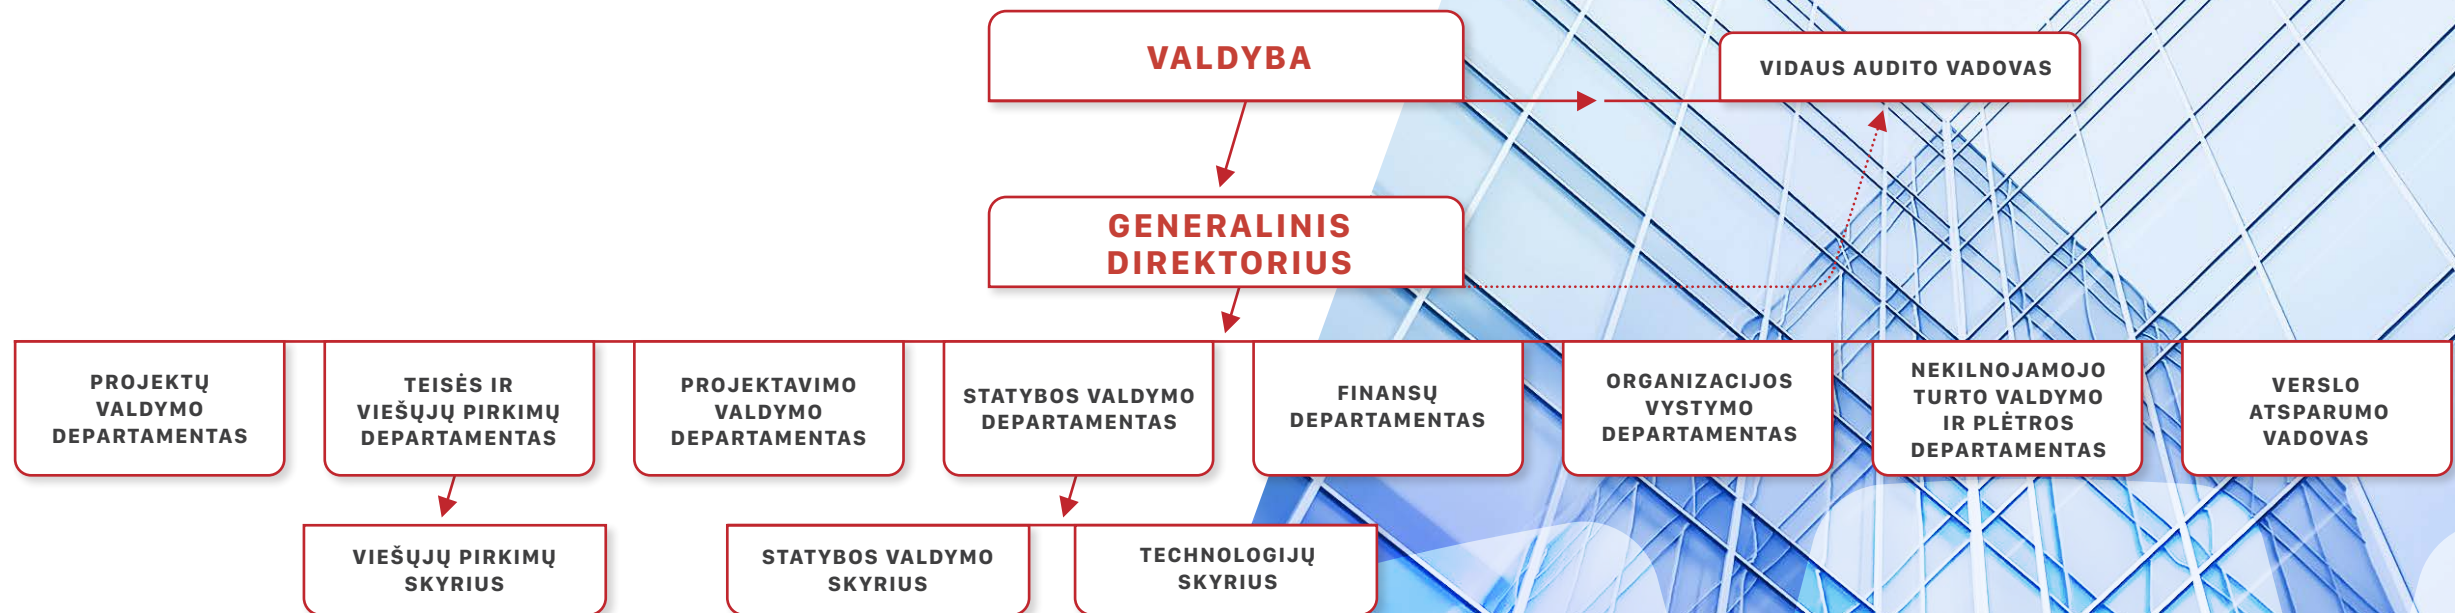 VALDYBA
VIDAUS AUDITO VADOVAS
GENERALINIS
DIREKTORIUS
PROJEKTŲ
VALDYMO
DEPARTAMENTAS
TEISĖS IR
VIEŠŲJŲ PIRKIMŲ
DEPARTAMENTAS
PROJEKTAVIMO
VALDYMO
DEPARTAMENTAS
STATYBOS VALDYMO
DEPARTAMENTAS
FINANSŲ
DEPARTAMENTAS
ORGANIZACIJOS
VYSTYMO
DEPARTAMENTAS
NEKILNOJAMOJO
TURTO VALDYMO
IR PLĖTROS
DEPARTAMENTAS
VERSLO
ATSPARUMO
VADOVAS
VIEŠŲJŲ PIRKIMŲ
SKYRIUS
STATYBOS VALDYMO
SKYRIUS
TECHNOLOGIJŲ
SKYRIUS